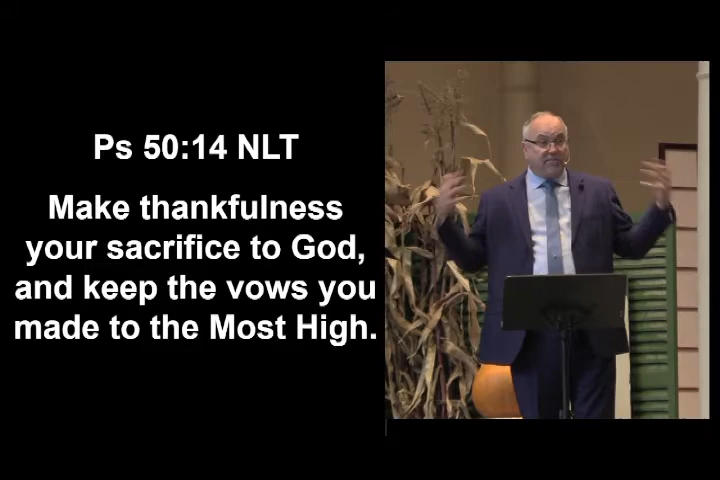 Ps 50:14 NLT
Make thankfulness
your sacrifice to God,
and keep the vows you
made to the Most High.